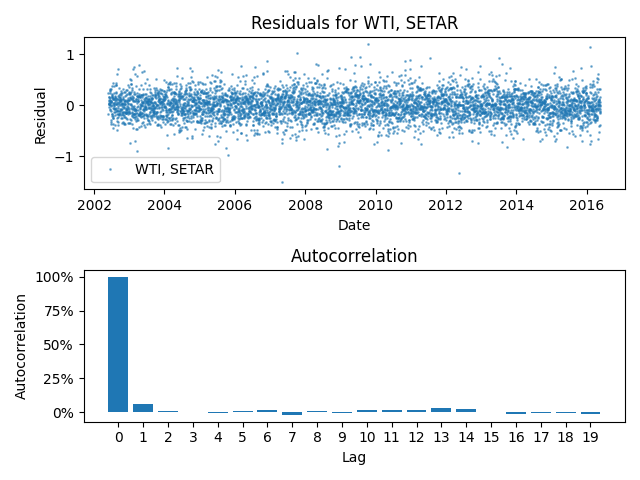 Residuals for WTI, SETAR
Residual
1
0
−1
WTI, SETAR
2002 2004 2006 2008 2010 2012 2014 2016
Date
Autocorrelation
Autocorrelation
100%
75%
50%
25%
0%
0 1 2 3 4 5 6 7 8 9 10 11 12 13 14 15 16 17 18 19
Lag